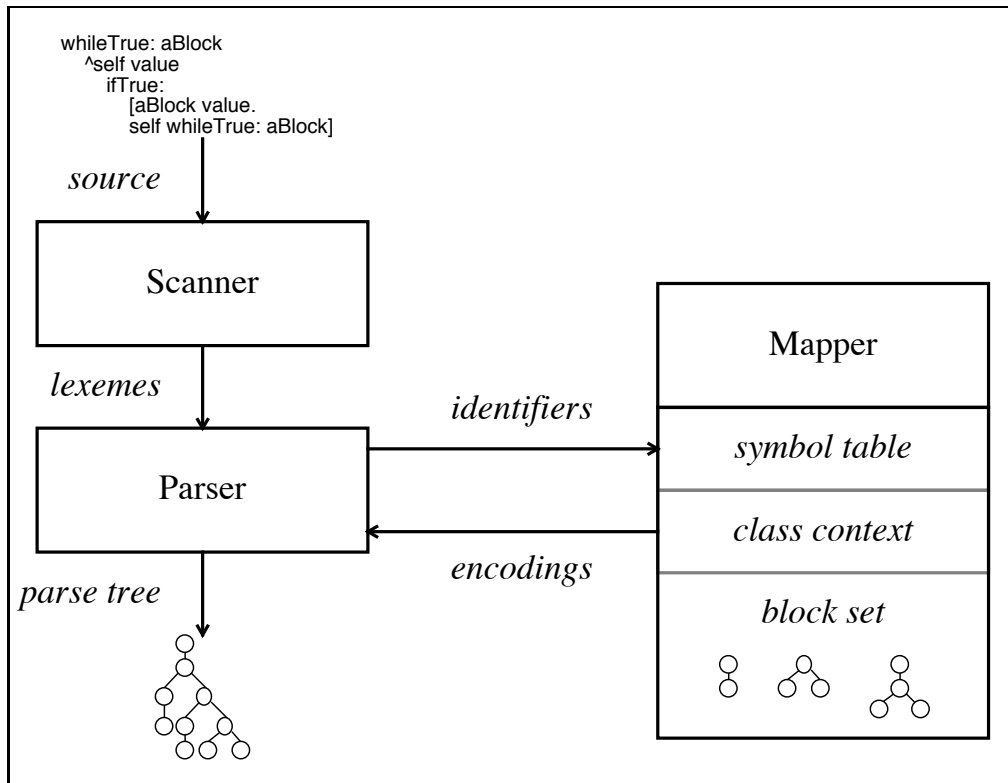 whileTrue: aBlock
^self value
ifTrue:
[aBlock value.
self whileTrue: aBlock]
source
Scanner
lexemes
Parser
parse tree
identifiers
encodings
Mapper
symbol table
class context
block set